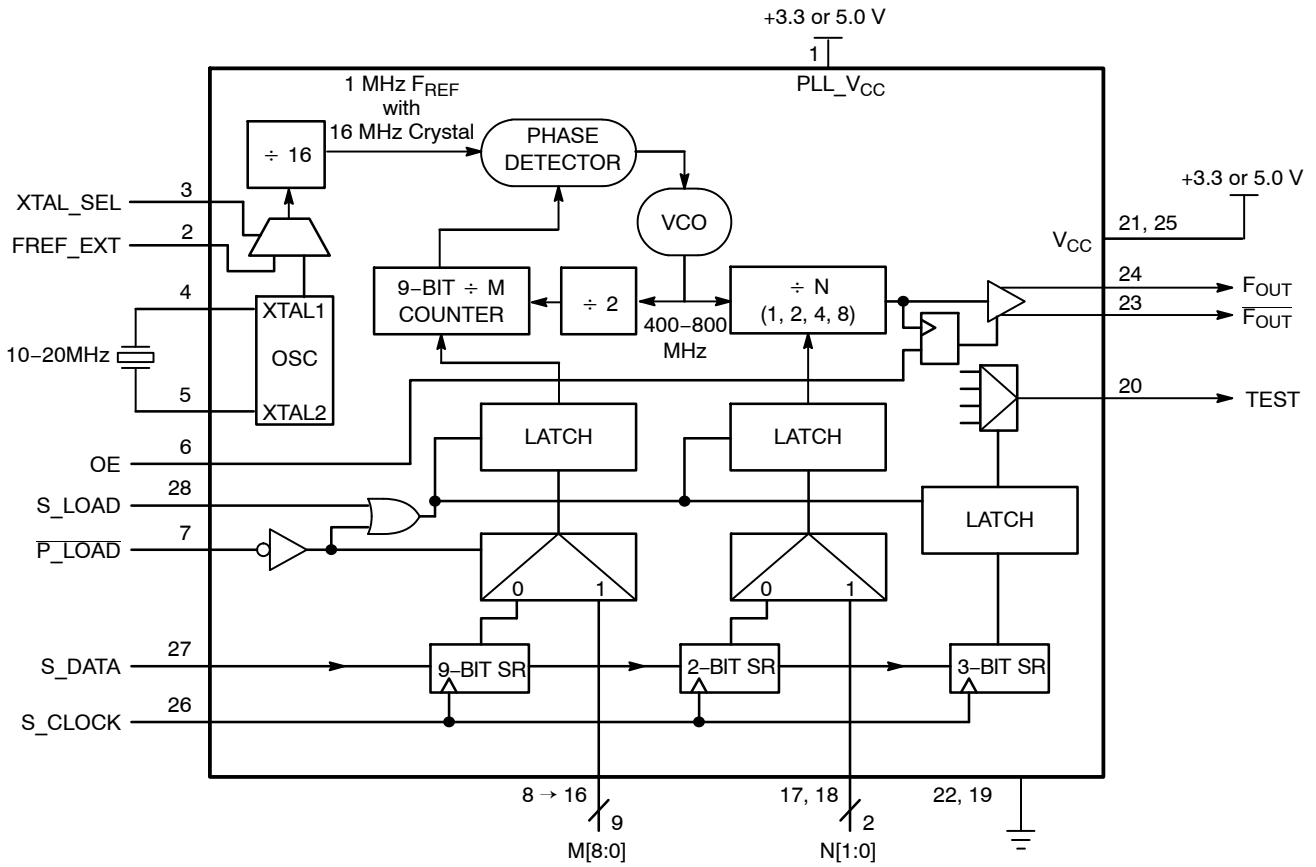 +3.3 or 5.0 V
1
PLL_VCC
1 MHz FREF
with
16 MHz Crystal
÷ 16
PHASE
DETECTOR
+3.3 or 5.0 V
XTAL_SEL
3
FREF_EXT
2
VCO
VCC
21, 25
4
XTAL1
9−BIT ÷ M
COUNTER
÷ 2
400−800
MHz
÷ N
(1, 2, 4, 8)
24
FOUT
23
F̅O̅U̅T̅
10−20MHz
OSC
5
XTAL2
20
TEST
OE
6
LATCH
LATCH
S_LOAD
28
LATCH
P̅_̅L̅O̅A̅D̅
7
0
1
0
1
S_DATA
27
9−BIT SR
2−BIT SR
3−BIT SR
S_CLOCK
26
8 → 16
9
M[8:0]
17, 18
2
N[1:0]
22, 19